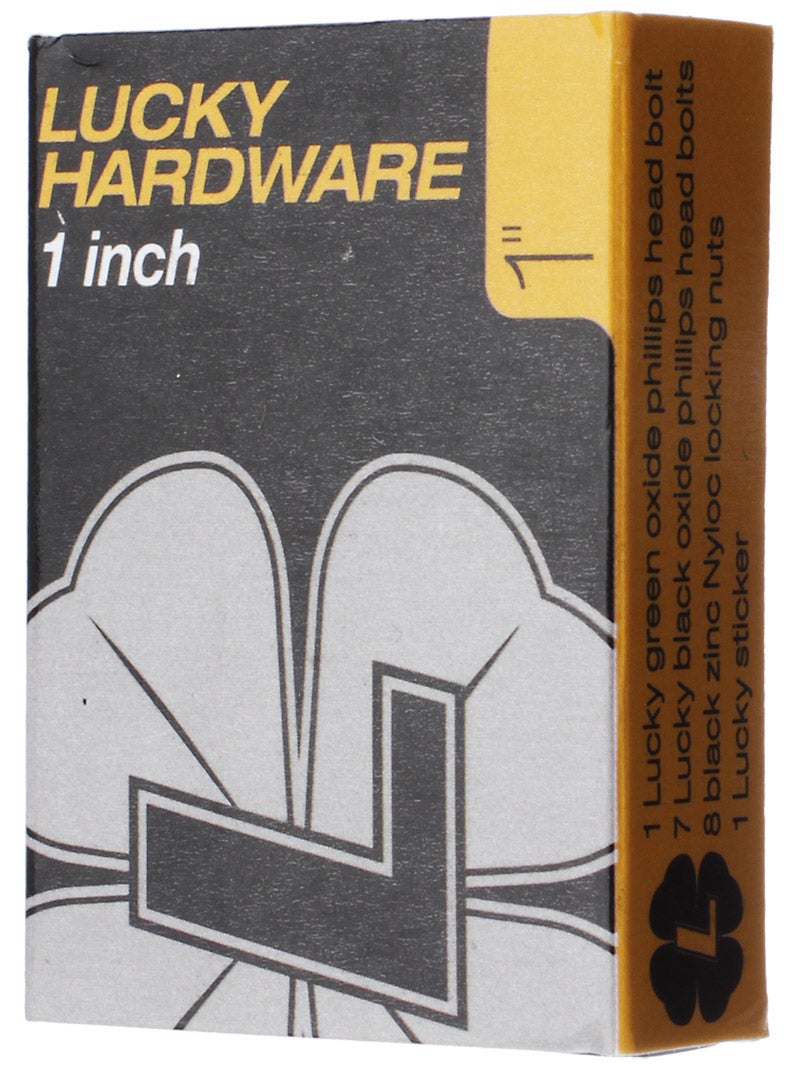 LUCKY
HARDWARE
1 inch
1"
1 Lucky green oxide phillips head bolt
7 Lucky black oxide phillips head bolts
8 black zinc Nyloc locking nuts
1 Lucky sticker
L
L